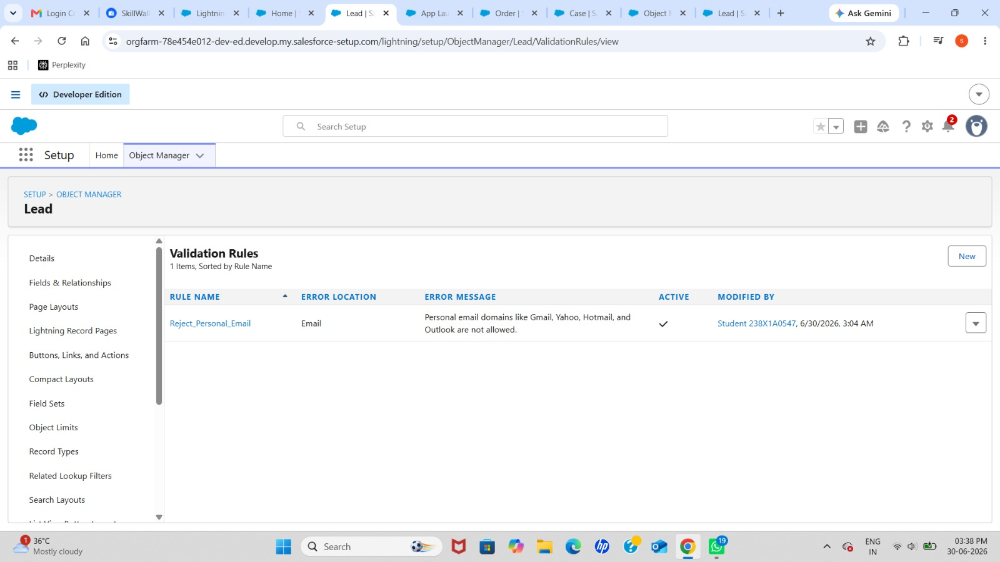 Login Cr
SkillWall
Lightnin
Home | S
Lead | Sa
App Lau
Order | S
Case | Sa
Object M
Lead | Sa
Ask Gemini
orgfarm-78e454e012-dev-ed.develop.my.salesforce-setup.com/lightning/setup/ObjectManager/Lead/ValidationRules/view
S
Perplexity
Developer Edition
Search Setup
2
Setup
Home
Object Manager
SETUP > OBJECT MANAGER
Lead
Details
Fields & Relationships
Page Layouts
Lightning Record Pages
Buttons, Links, and Actions
Compact Layouts
Field Sets
Object Limits
Record Types
Related Lookup Filters
Search Layouts
Validation Rules
1 Items, Sorted by Rule Name
New
RULE NAME ERROR LOCATION ERROR MESSAGE ACTIVE MODIFIED BY
Reject_Personal_Email Email Personal email domains like Gmail, Yahoo, Hotmail, and
Outlook are not allowed.
Student 238X1A0547, 6/30/2026, 3:04 AM
1
36°C
Mostly cloudy
Search
hp
19
ENG
IN
03:38 PM
30-06-2026